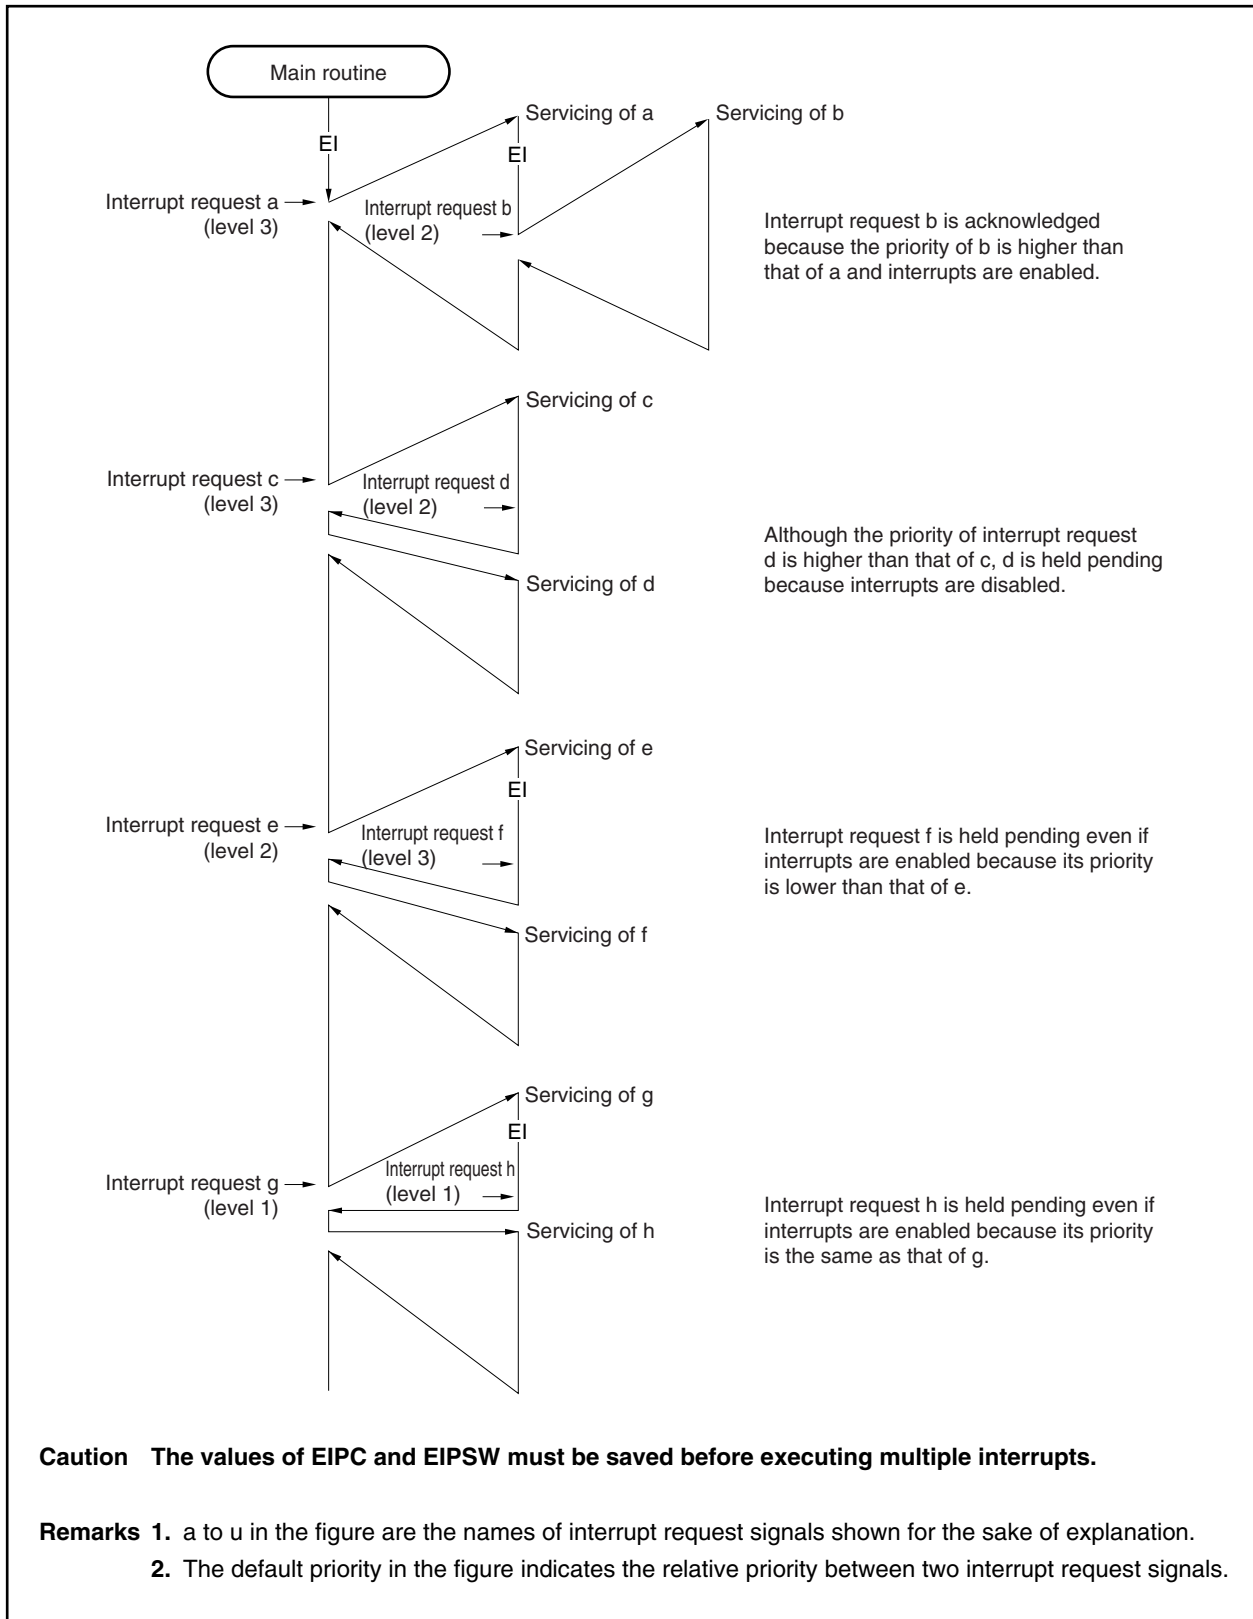 Main routine
EI
Servicing of a
EI
Servicing of b
Interrupt request a
(level 3)
Interrupt request b
(level 2)
Interrupt request b is acknowledged
because the priority of b is higher than
that of a and interrupts are enabled.
Servicing of c
Interrupt request c
(level 3)
Interrupt request d
(level 2)
Although the priority of interrupt request
d is higher than that of c, d is held pending
because interrupts are disabled.
Servicing of d
Servicing of e
EI
Interrupt request e
(level 2)
Interrupt request f
(level 3)
Interrupt request f is held pending even if
interrupts are enabled because its priority
is lower than that of e.
Servicing of f
Servicing of g
EI
Interrupt request g
(level 1)
Interrupt request h
(level 1)
Interrupt request h is held pending even if
interrupts are enabled because its priority
is the same as that of g.
Servicing of h
Caution The values of EIPC and EIPSW must be saved before executing multiple interrupts.
Remarks 1. a to u in the figure are the names of interrupt request signals shown for the sake of explanation.
2. The default priority in the figure indicates the relative priority between two interrupt request signals.